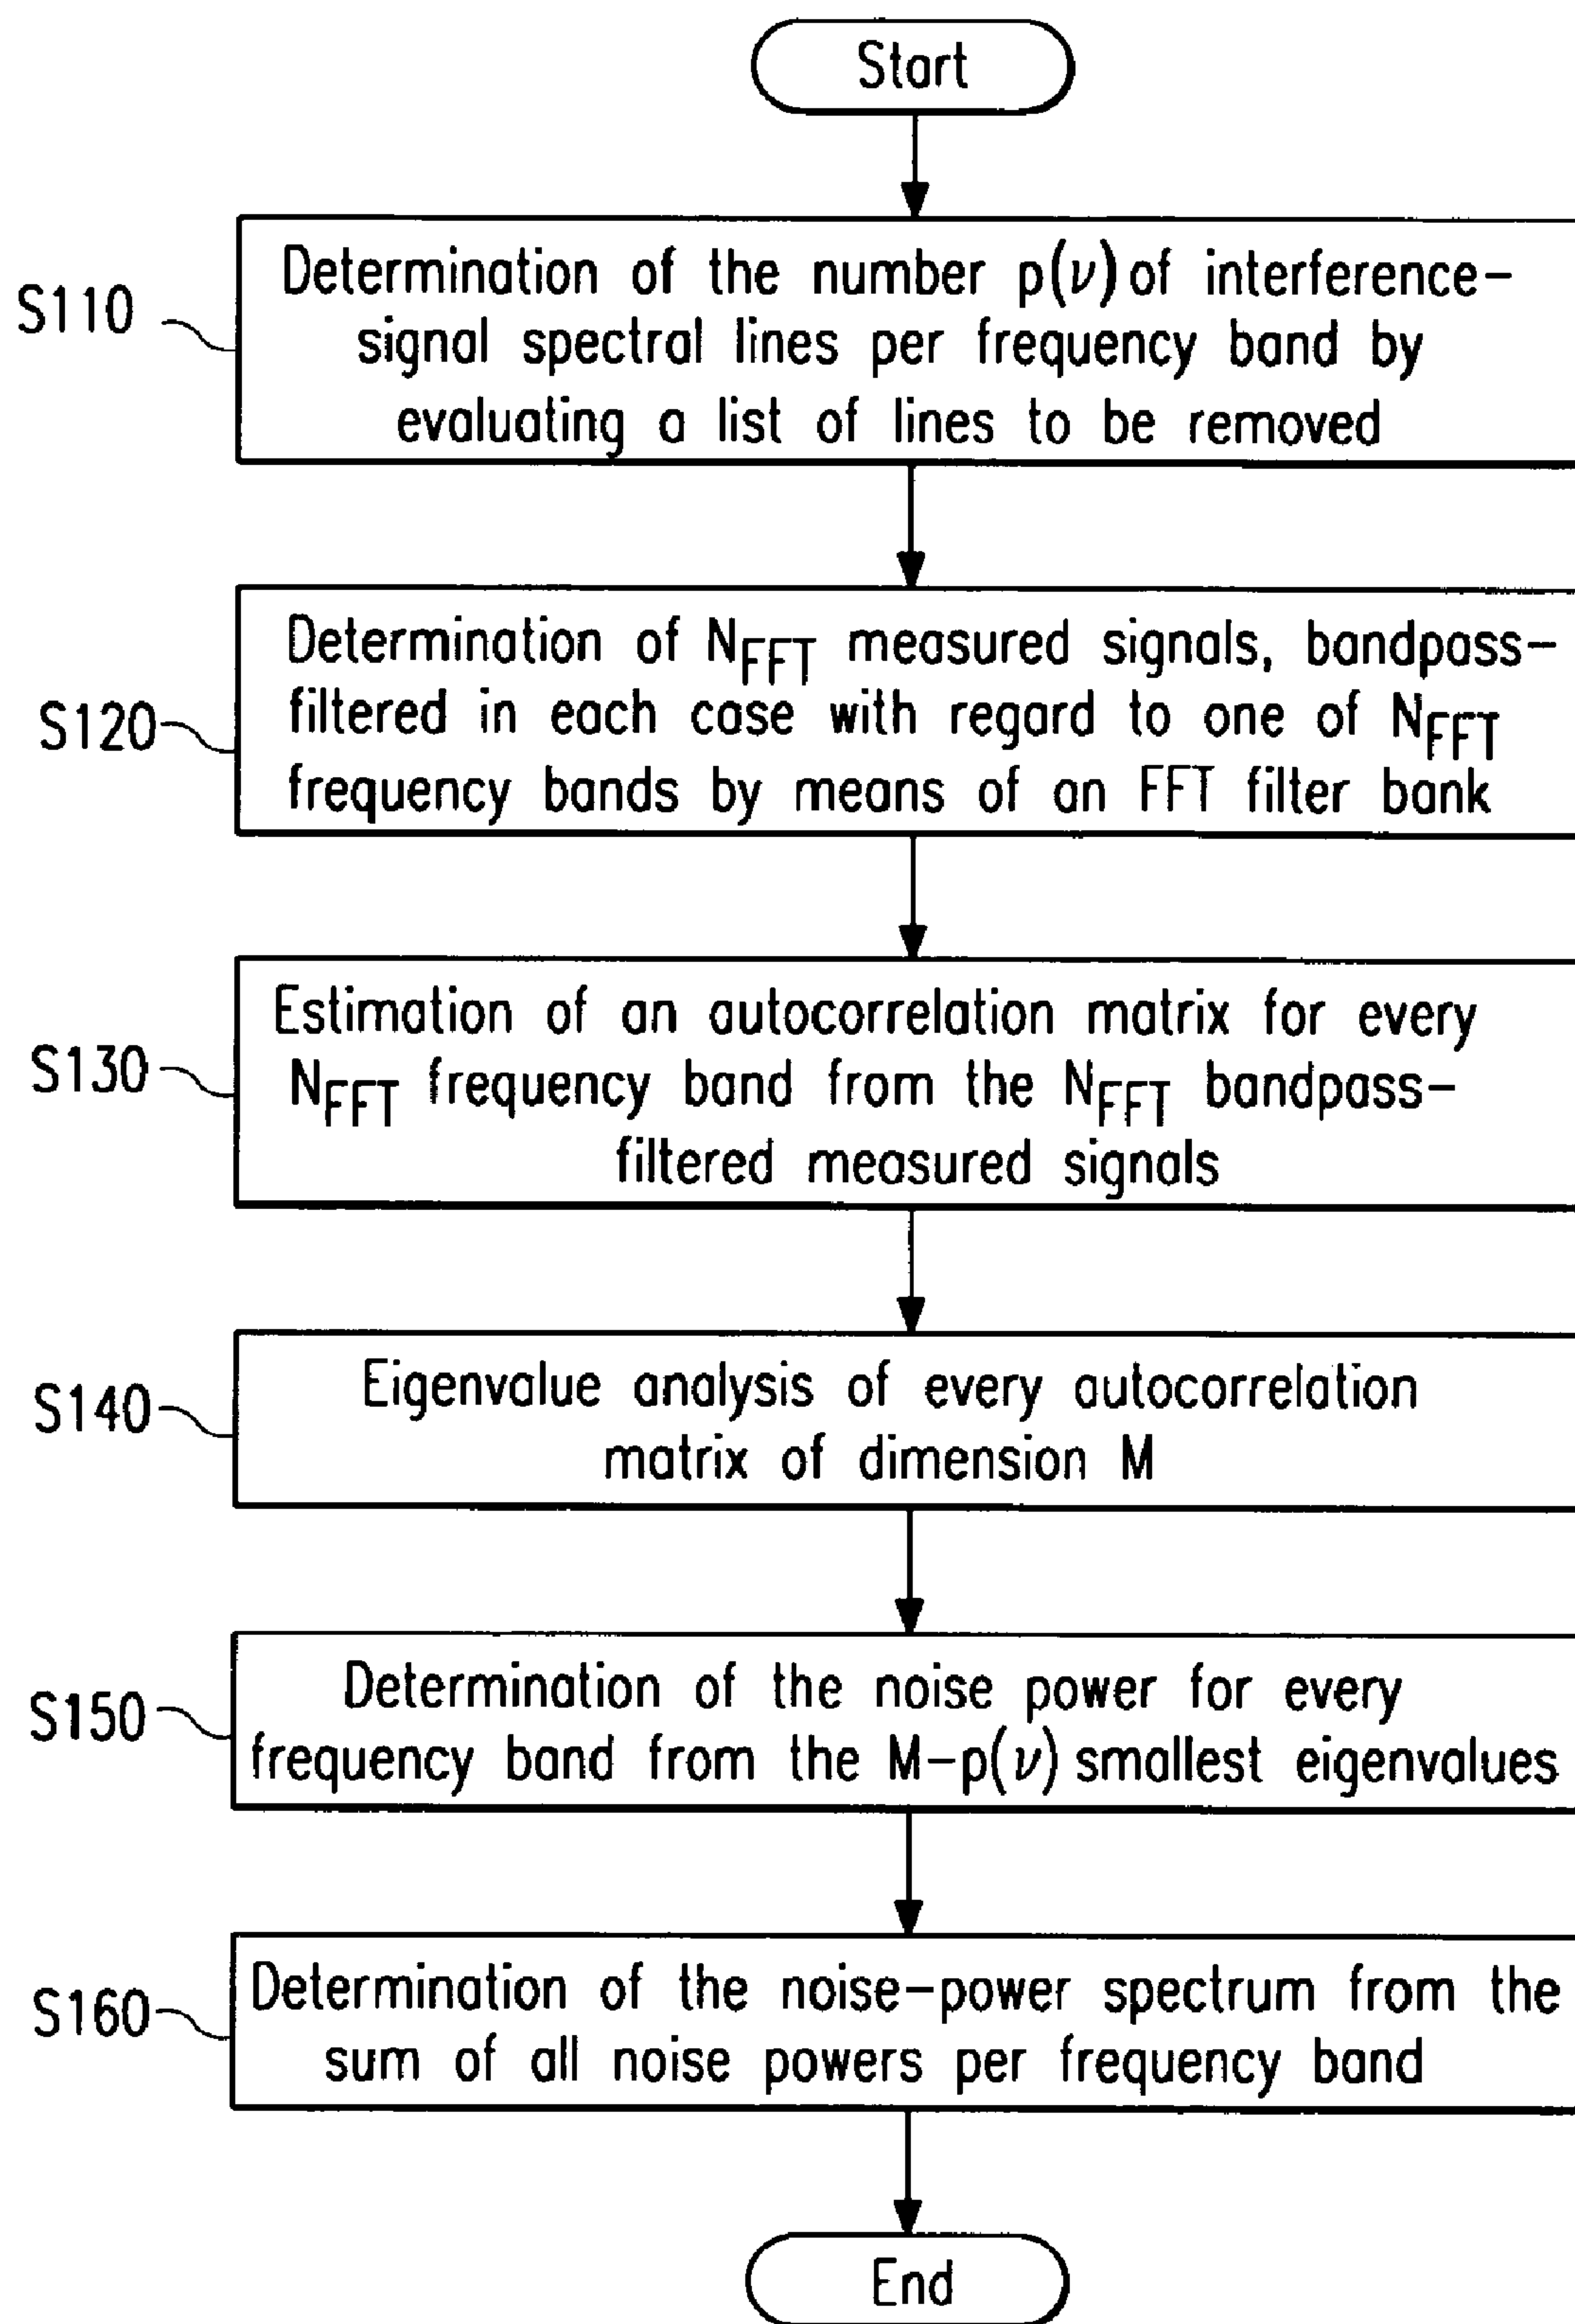 Start
S110
Determination of the number p(ν) of interference-
signal spectral lines per frequency band by
evaluating a list of lines to be removed
S120
Determination of N_FFT measured signals, bandpass-
filtered in each case with regard to one of N_FFT
frequency bands by means of an FFT filter bank
S130
Estimation of an autocorrelation matrix for every
N_FFT frequency band from the N_FFT bandpass-
filtered measured signals
S140
Eigenvalue analysis of every autocorrelation
matrix of dimension M
S150
Determination of the noise power for every
frequency band from the M-p(ν) smallest eigenvalues
S160
Determination of the noise-power spectrum from the
sum of all noise powers per frequency band
End